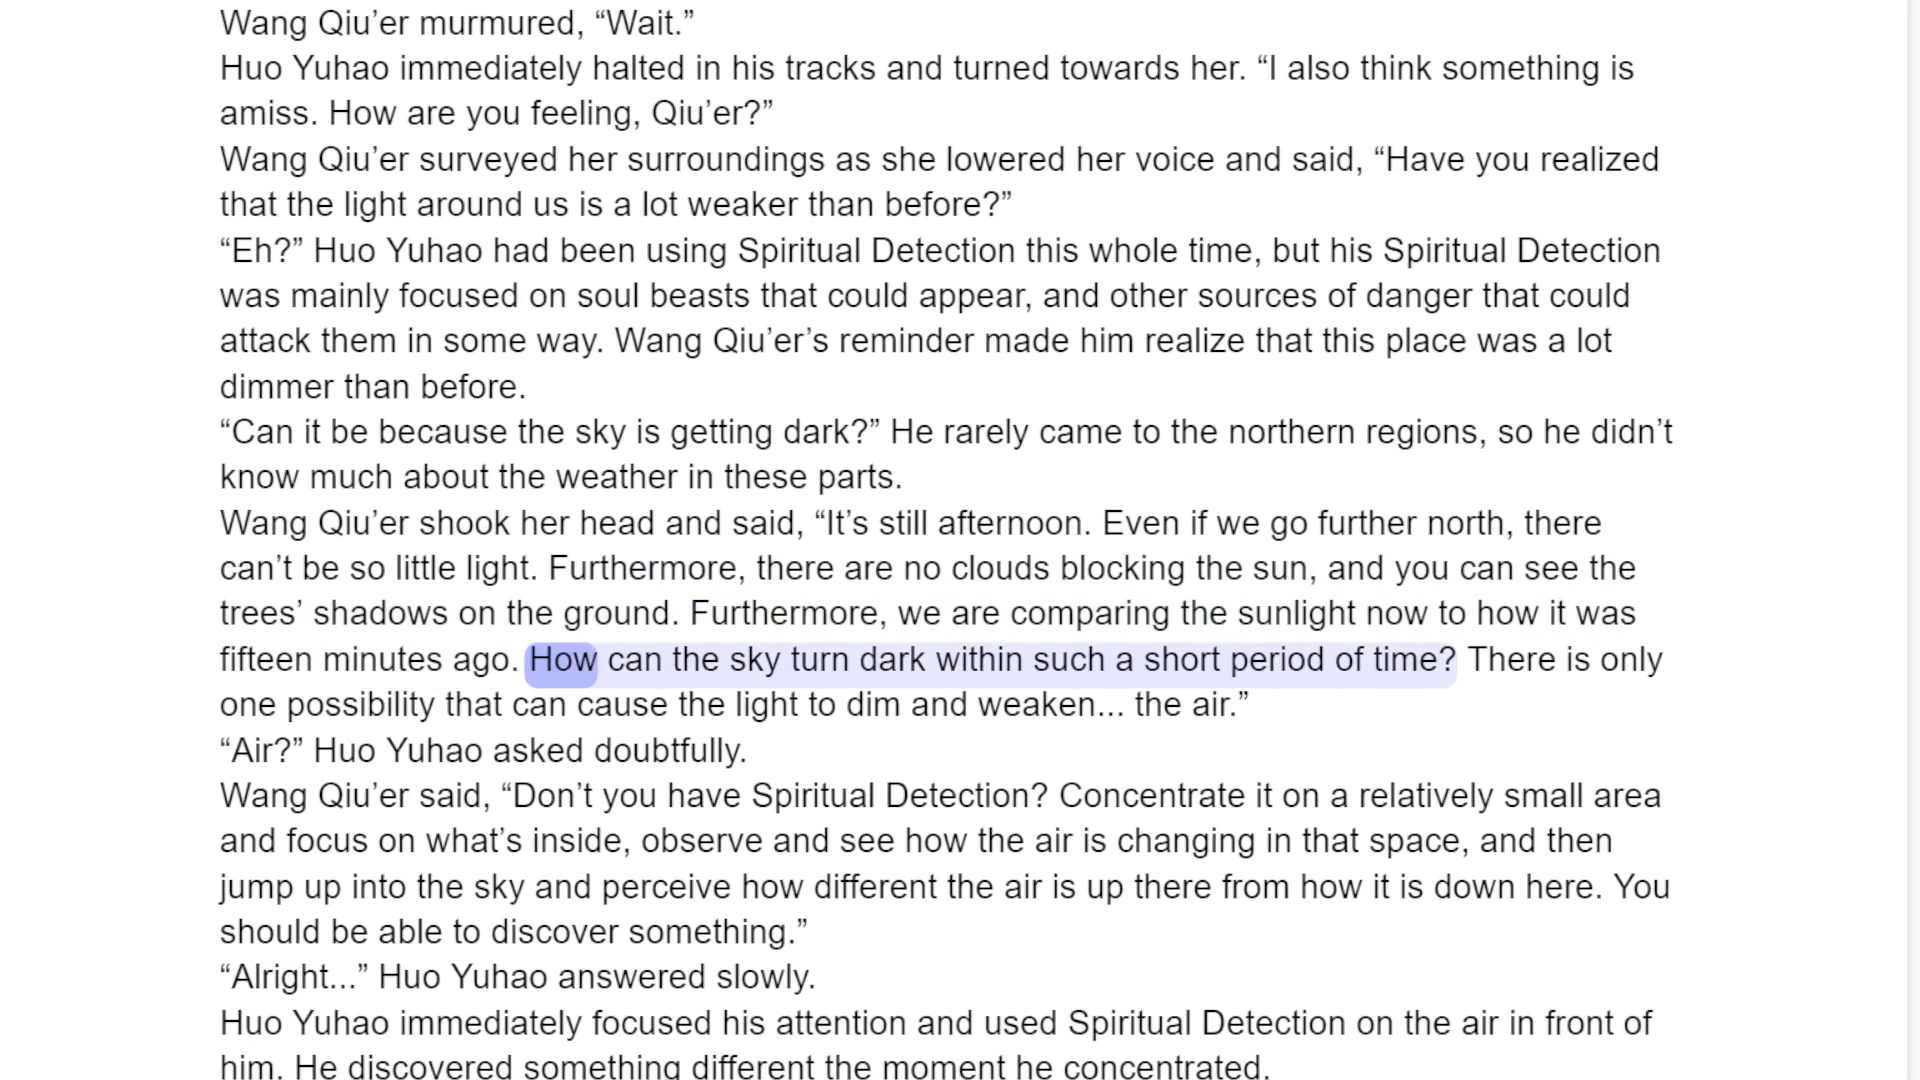 Wang Qiu’er murmured, “Wait.”
Huo Yuhao immediately halted in his tracks and turned towards her. “I also think something is
amiss. How are you feeling, Qiu’er?”
Wang Qiu’er surveyed her surroundings as she lowered her voice and said, “Have you realized
that the light around us is a lot weaker than before?”
“Eh?” Huo Yuhao had been using Spiritual Detection this whole time, but his Spiritual Detection
was mainly focused on soul beasts that could appear, and other sources of danger that could
attack them in some way. Wang Qiu’er’s reminder made him realize that this place was a lot
dimmer than before.
“Can it be because the sky is getting dark?” He rarely came to the northern regions, so he didn’t
know much about the weather in these parts.
Wang Qiu’er shook her head and said, “It’s still afternoon. Even if we go further north, there
can’t be so little light. Furthermore, there are no clouds blocking the sun, and you can see the
trees’ shadows on the ground. Furthermore, we are comparing the sunlight now to how it was
fifteen minutes ago. How can the sky turn dark within such a short period of time? There is only
one possibility that can cause the light to dim and weaken... the air.”
“Air?” Huo Yuhao asked doubtfully.
Wang Qiu’er said, “Don’t you have Spiritual Detection? Concentrate it on a relatively small area
and focus on what’s inside, observe and see how the air is changing in that space, and then
jump up into the sky and perceive how different the air is up there from how it is down here. You
should be able to discover something.”
“Alright...” Huo Yuhao answered slowly.
Huo Yuhao immediately focused his attention and used Spiritual Detection on the air in front of
him. He discovered something different the moment he concentrated.